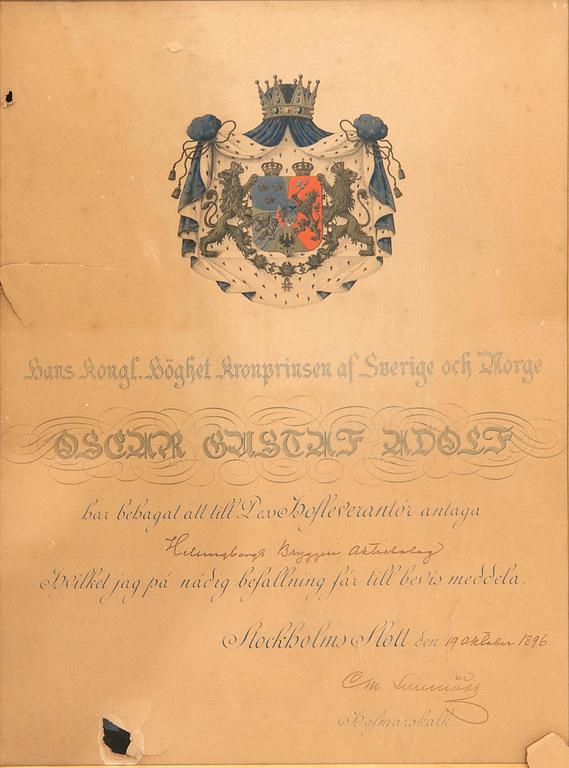 Hans Kongl. Höghet Kronprinsen af Sverige och Norge
OSCAR GUSTAF ADOLF
har behagat att till Dess Hofleverantör antaga
Helsingborgs Bryggeri Aktiebolag
Hvilket jag på nådig befallning får till bevis meddela.
Stockholms Slott den 19 oktober 1896.
Hofmarskalk